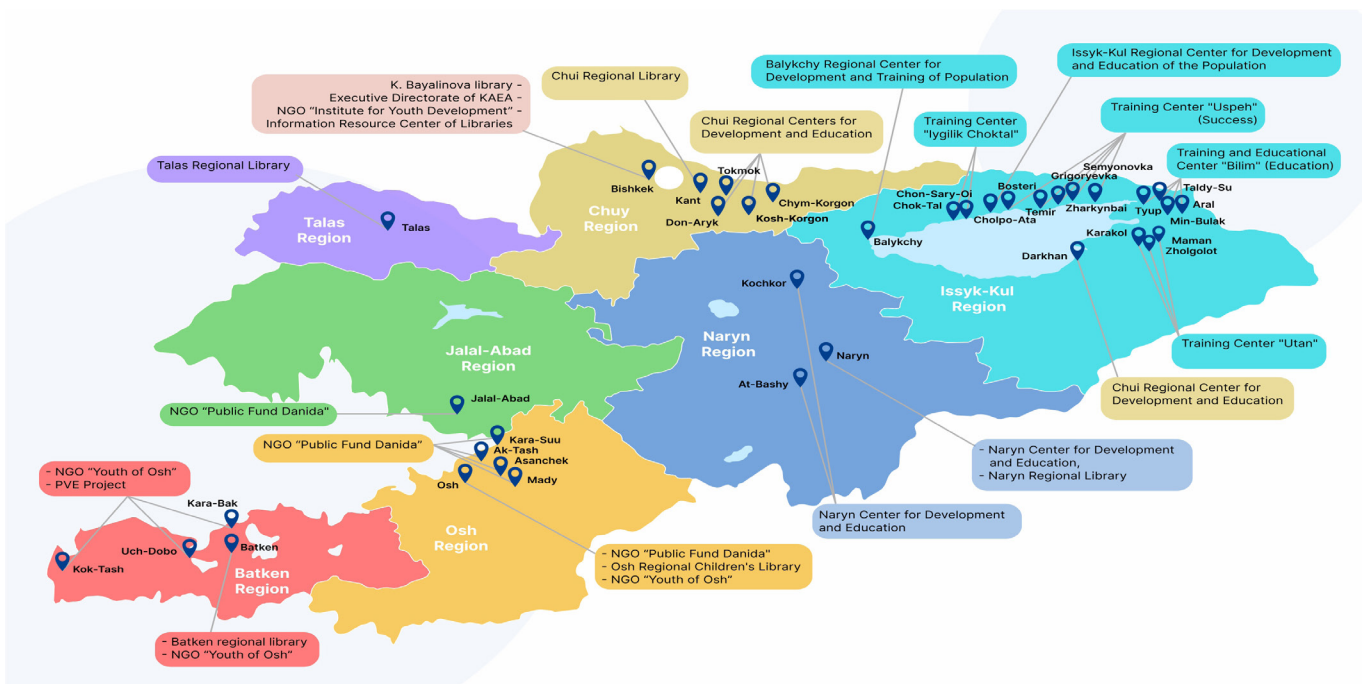 K. Bayalinova library -
Executive Directorate of KAEA -
NGO "Institute for Youth Development" -
Information Resource Center of Libraries
Chui Regional Library
Balykchy Regional Center for
Development and Training of Population
Issyk-Kul Regional Center for Development
and Education of the Population
Chui Regional Centers for
Development and Education
Training Center
"Iygilik Choktal"
Training Center "Uspeh"
(Success)
Training and Educational
Center "Bilim" (Education)
Talas Regional Library
Talas
Region
Talas
Bishkek
Chuy
Region
Kant
Tokmok
Don-Aryk
Kosh-Korgon
Chym-Korgon
Balykchy
Chon-Sary-Oi
Chok-Tal
Cholpo-Ata
Bosteri
Temir
Grigoryevka
Semyonovka
Zharkynbai
Tyup
Taldy-Su
Aral
Min-Bulak
Karakol
Maman
Zholgolot
Darkhan
Issyk-Kul
Region
Training Center "Utan"
Chui Regional Center for
Development and Education
Kochkor
Naryn
Region
Naryn
At-Bashy
- Naryn Center for Development
and Education,
- Naryn Regional Library
Naryn Center for Development
and Education
Jalal-Abad
Region
Jalal-Abad
NGO "Public Fund Danida"
NGO "Public Fund Danida"
Kara-Suu
Ak-Tash
Asanchek
Mady
Osh
Osh
Region
- NGO "Public Fund Danida"
- Osh Regional Children's Library
- NGO "Youth of Osh"
- NGO "Youth of Osh"
- PVE Project
Kara-Bak
Uch-Dobo
Batken
Kok-Tash
Batken
Region
- Batken regional library
- NGO "Youth of Osh"